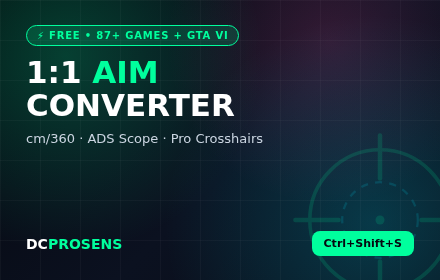 ⚡ FREE • 87+ GAMES + GTA VI
1:1 AIM
CONVERTER
cm/360 · ADS Scope · Pro Crosshairs
DCPROSENS
Ctrl+Shift+S